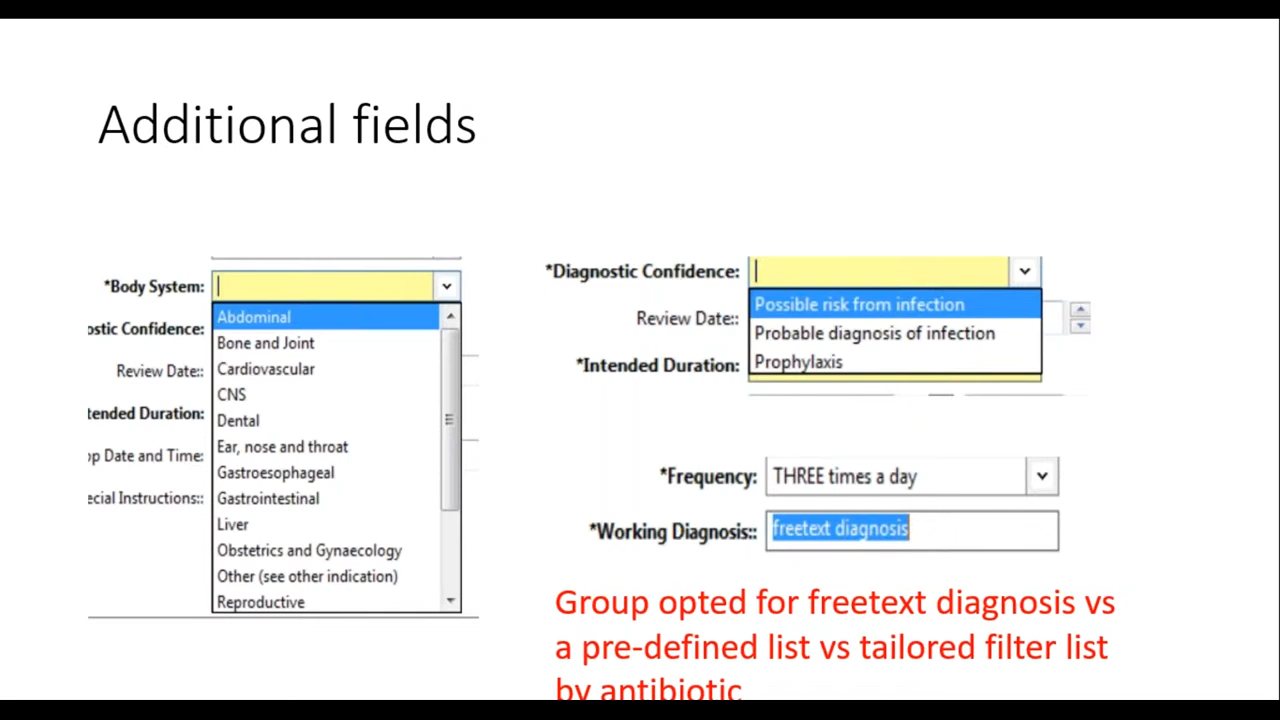 Additional fields
*Body System:
ostic Confidence:
Review Date::
tended Duration:
op Date and Time:
ecial Instructions::
Abdominal
Bone and Joint
Cardiovascular
CNS
Dental
Ear, nose and throat
Gastroesophageal
Gastrointestinal
Liver
Obstetrics and Gynaecology
Other (see other indication)
Reproductive
*Diagnostic Confidence:
Possible risk from infection
Probable diagnosis of infection
Prophylaxis
Review Date::
*Intended Duration:
*Frequency: THREE times a day
*Working Diagnosis:: freetext diagnosis
Group opted for freetext diagnosis vs
a pre-defined list vs tailored filter list
by antibiotic